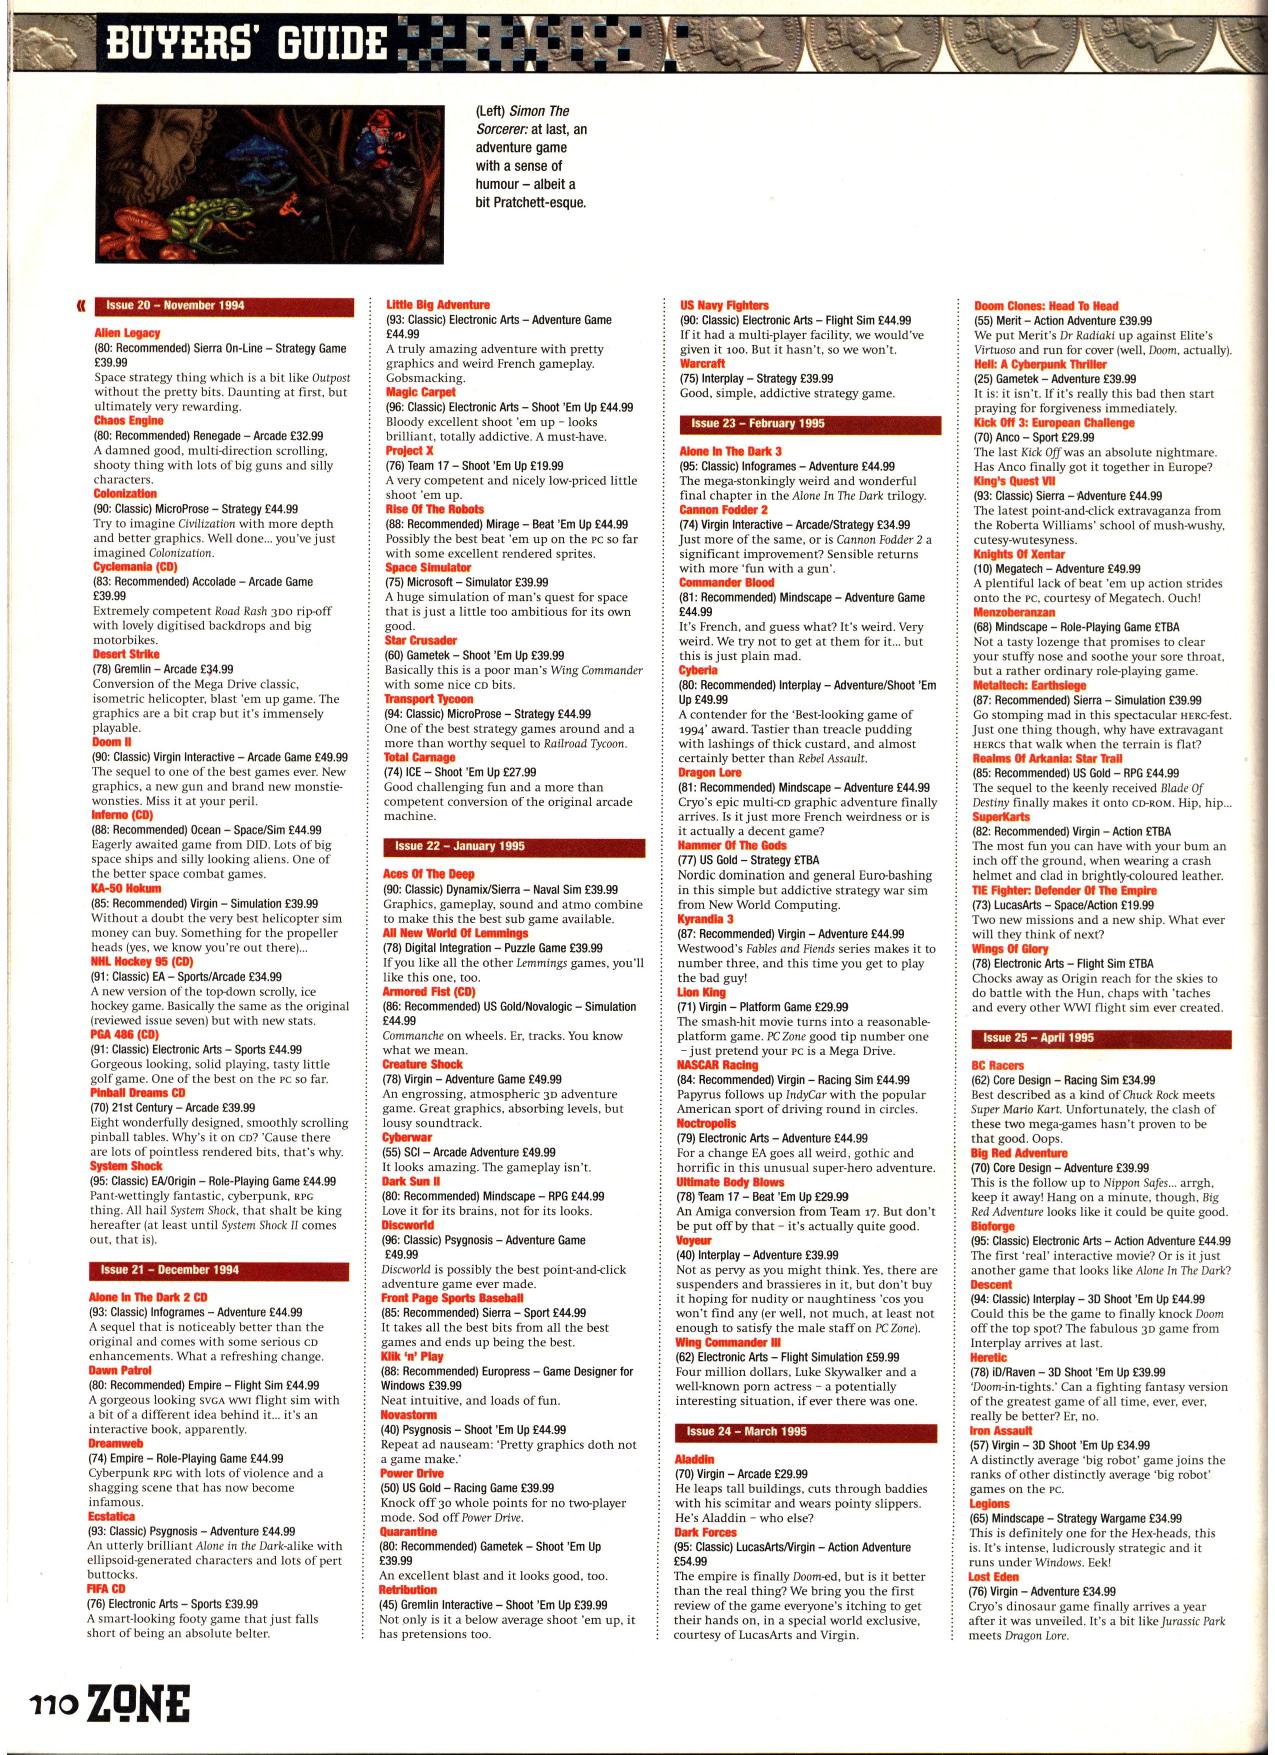 BUYERS' GUIDE
(Left) Simon The
Sorcerer: at last, an
adventure game
with a sense of
humour – albeit a
bit Pratchett-esque.
«
Issue 20 – November 1994
Alien Legacy
(80: Recommended) Sierra On-Line – Strategy Game
£39.99
Space strategy thing which is a bit like Outpost
without the pretty bits. Daunting at first, but
ultimately very rewarding.
Chaos Engine
(80: Recommended) Renegade – Arcade £32.99
A damned good, multi-direction scrolling,
shooty thing with lots of big guns and silly
characters.
Colonization
(90: Classic) MicroProse – Strategy £44.99
Try to imagine Civilization with more depth
and better graphics. Well done... you've just
imagined Colonization.
Cyclemania (CD)
(83: Recommended) Accolade – Arcade Game
£39.99
Extremely competent Road Rash 3DO rip-off
with lovely digitised backdrops and big
motorbikes.
Desert Strike
(78) Gremlin – Arcade £34.99
Conversion of the Mega Drive classic,
isometric helicopter, blast 'em up game. The
graphics are a bit crap but it's immensely
playable.
Doom II
(90: Classic) Virgin Interactive – Arcade Game £49.99
The sequel to one of the best games ever. New
graphics, a new gun and brand new monstie-
wonsties. Miss it at your peril.
Inferno (CD)
(88: Recommended) Ocean – Space/Sim £44.99
Eagerly awaited game from DID. Lots of big
space ships and silly looking aliens. One of
the better space combat games.
KA-50 Hokum
(85: Recommended) Virgin – Simulation £39.99
Without a doubt the very best helicopter sim
money can buy. Something for the propeller
heads (yes, we know you're out there)...
NHL Hockey 95 (CD)
(91: Classic) EA – Sports/Arcade £34.99
A new version of the top-down scrolly, ice
hockey game. Basically the same as the original
(reviewed issue seven) but with new stats.
PGA 486 (CD)
(91: Classic) Electronic Arts – Sports £44.99
Gorgeous looking, solid playing, tasty little
golf game. One of the best on the PC so far.
Pinball Dreams CD
(70) 21st Century – Arcade £39.99
Eight wonderfully designed, smoothly scrolling
pinball tables. Why's it on CD? 'Cause there
are lots of pointless rendered bits, that's why.
System Shock
(95: Classic) EA/Origin – Role-Playing Game £44.99
Pant-wettingly fantastic, cyberpunk, RPG
thing. All hail System Shock, that shalt be king
hereafter (at least until System Shock II comes
out, that is).
Issue 21 – December 1994
Alone In The Dark 2 CD
(93: Classic) Infogrames – Adventure £44.99
A sequel that is noticeably better than the
original and comes with some serious CD
enhancements. What a refreshing change.
Dawn Patrol
(80: Recommended) Empire – Flight Sim £44.99
A gorgeous looking SVGA WWI flight sim with
a bit of a different idea behind it... it's an
interactive book, apparently.
Dreamweb
(74) Empire – Role-Playing Game £44.99
Cyberpunk RPG with lots of violence and a
shagging scene that has now become
infamous.
Ecstatica
(93: Classic) Psygnosis – Adventure £44.99
An utterly brilliant Alone in the Dark-alike with
ellipsoid-generated characters and lots of pert
buttocks.
FIFA CD
(76) Electronic Arts – Sports £39.99
A smart-looking footy game that just falls
short of being an absolute belter.
Little Big Adventure
(93: Classic) Electronic Arts – Adventure Game
£44.99
A truly amazing adventure with pretty
graphics and weird French gameplay.
Gobsmacking.
Magic Carpet
(96: Classic) Electronic Arts – Shoot 'Em Up £44.99
Bloody excellent shoot 'em up – looks
brilliant, totally addictive. A must-have.
Project X
(76) Team 17 – Shoot 'Em Up £19.99
A very competent and nicely low-priced little
shoot 'em up.
Rise Of The Robots
(88: Recommended) Mirage – Beat 'Em Up £44.99
Possibly the best beat 'em up on the PC so far
with some excellent rendered sprites.
Space Simulator
(75) Microsoft – Simulator £39.99
A huge simulation of man's quest for space
that is just a little too ambitious for its own
good.
Star Crusader
(60) Gametek – Shoot 'Em Up £39.99
Basically this is a poor man's Wing Commander
with some nice CD bits.
Transport Tycoon
(94: Classic) MicroProse – Strategy £44.99
One of the best strategy games around and a
more than worthy sequel to Railroad Tycoon.
Total Carnage
(74) ICE – Shoot 'Em Up £27.99
Good challenging fun and a more than
competent conversion of the original arcade
machine.
Issue 22 – January 1995
Aces Of The Deep
(90: Classic) Dynamix/Sierra – Naval Sim £39.99
Graphics, gameplay, sound and atmo combine
to make this the best sub game available.
All New World Of Lemmings
(78) Digital Integration – Puzzle Game £39.99
If you like all the other Lemmings games, you'll
like this one, too.
Armored Fist (CD)
(86: Recommended) US Gold/Novalogic – Simulation
£44.99
Commanche on wheels. Er, tracks. You know
what we mean.
Creature Shock
(78) Virgin – Adventure Game £49.99
An engrossing, atmospheric 3D adventure
game. Great graphics, absorbing levels, but
lousy soundtrack.
Cyberwar
(55) SCI – Arcade Adventure £49.99
It looks amazing. The gameplay isn't.
Dark Sun II
(80: Recommended) Mindscape – RPG £44.99
Love it for its brains, not for its looks.
Discworld
(96: Classic) Psygnosis – Adventure Game
£49.99
Discworld is possibly the best point-and-click
adventure game ever made.
Front Page Sports Baseball
(85: Recommended) Sierra – Sport £44.99
It takes all the best bits from all the best
games and ends up being the best.
Klik 'n' Play
(88: Recommended) Europress – Game Designer for
Windows £39.99
Neat intuitive, and loads of fun.
Novastorm
(40) Psygnosis – Shoot 'Em Up £44.99
Repeat ad nauseam: 'Pretty graphics doth not
a game make.'
Power Drive
(50) US Gold – Racing Game £39.99
Knock off 30 whole points for no two-player
mode. Sod off Power Drive.
Quarantine
(80: Recommended) Gametek – Shoot 'Em Up
£39.99
An excellent blast and it looks good, too.
Retribution
(45) Gremlin Interactive – Shoot 'Em Up £39.99
Not only is it a below average shoot 'em up, it
has pretensions too.
US Navy Fighters
(90: Classic) Electronic Arts – Flight Sim £44.99
If it had a multi-player facility, we would've
given it 100. But it hasn't, so we won't.
Warcraft
(75) Interplay – Strategy £39.99
Good, simple, addictive strategy game.
Issue 23 – February 1995
Alone In The Dark 3
(95: Classic) Infogrames – Adventure £44.99
The mega-stonkingly weird and wonderful
final chapter in the Alone In The Dark trilogy.
Cannon Fodder 2
(74) Virgin Interactive – Arcade/Strategy £34.99
Just more of the same, or is Cannon Fodder 2 a
significant improvement? Sensible returns
with more 'fun with a gun'.
Commander Blood
(81: Recommended) Mindscape – Adventure Game
£44.99
It's French, and guess what? It's weird. Very
weird. We try not to get at them for it... but
this is just plain mad.
Cyberia
(80: Recommended) Interplay – Adventure/Shoot 'Em
Up £49.99
A contender for the 'Best-looking game of
1994' award. Tastier than treacle pudding
with lashings of thick custard, and almost
certainly better than Rebel Assault.
Dragon Lore
(81: Recommended) Mindscape – Adventure £44.99
Cryo's epic multi-CD graphic adventure finally
arrives. Is it just more French weirdness or is
it actually a decent game?
Hammer Of The Gods
(77) US Gold – Strategy £TBA
Nordic domination and general Euro-bashing
in this simple but addictive strategy war sim
from New World Computing.
Kyrandia 3
(87: Recommended) Virgin – Adventure £44.99
Westwood's Fables and Fiends series makes it to
number three, and this time you get to play
the bad guy!
Lion King
(71) Virgin – Platform Game £29.99
The smash-hit movie turns into a reasonable-
platform game. PC Zone good tip number one
– just pretend your PC is a Mega Drive.
NASCAR Racing
(84: Recommended) Virgin – Racing Sim £44.99
Papyrus follows up IndyCar with the popular
American sport of driving round in circles.
Noctropolis
(79) Electronic Arts – Adventure £44.99
For a change EA goes all weird, gothic and
horrific in this unusual super-hero adventure.
Ultimate Body Blows
(78) Team 17 – Beat 'Em Up £29.99
An Amiga conversion from Team 17. But don't
be put off by that – it's actually quite good.
Voyeur
(40) Interplay – Adventure £39.99
Not as pervy as you might think. Yes, there are
suspenders and brassieres in it, but don't buy
it hoping for nudity or naughtiness 'cos you
won't find any (er well, not much, at least not
enough to satisfy the male staff on PC Zone).
Wing Commander III
(62) Electronic Arts – Flight Simulation £59.99
Four million dollars, Luke Skywalker and a
well-known porn actress – a potentially
interesting situation, if ever there was one.
Issue 24 – March 1995
Aladdin
(70) Virgin – Arcade £29.99
He leaps tall buildings, cuts through baddies
with his scimitar and wears pointy slippers.
He's Aladdin – who else?
Dark Forces
(95: Classic) LucasArts/Virgin – Action Adventure
£54.99
The empire is finally Doom-ed, but is it better
than the real thing? We bring you the first
review of the game everyone's itching to get
their hands on, in a special world exclusive,
courtesy of LucasArts and Virgin.
Doom Clones: Head To Head
(55) Merit – Action Adventure £39.99
We put Merit's Dr Radiaki up against Elite's
Virtuoso and run for cover (well, Doom, actually).
Hell: A Cyberpunk Thriller
(25) Gametek – Adventure £39.99
It is: it isn't. If it's really this bad then start
praying for forgiveness immediately.
Kick Off 3: European Challenge
(70) Anco – Sport £29.99
The last Kick Off was an absolute nightmare.
Has Anco finally got it together in Europe?
King's Quest VII
(93: Classic) Sierra – Adventure £44.99
The latest point-and-click extravaganza from
the Roberta Williams' school of mush-wushy,
cutesy-wutesyness.
Knights Of Xentar
(10) Megatech – Adventure £49.99
A plentiful lack of beat 'em up action strides
onto the PC, courtesy of Megatech. Ouch!
Menzoberanzan
(68) Mindscape – Role-Playing Game £TBA
Not a tasty lozenge that promises to clear
your stuffy nose and soothe your sore throat,
but a rather ordinary role-playing game.
Metaltech: Earthsiege
(87: Recommended) Sierra – Simulation £39.99
Go stomping mad in this spectacular HERC-fest.
Just one thing though, why have extravagant
HERCS that walk when the terrain is flat?
Realms Of Arkania: Star Trail
(85: Recommended) US Gold – RPG £44.99
The sequel to the keenly received Blade Of
Destiny finally makes it onto CD-ROM. Hip, hip...
SuperKarts
(82: Recommended) Virgin – Action £TBA
The most fun you can have with your bum an
inch off the ground, when wearing a crash
helmet and clad in brightly-coloured leather.
TIE Fighter: Defender Of The Empire
(73) LucasArts – Space/Action £19.99
Two new missions and a new ship. What ever
will they think of next?
Wings Of Glory
(78) Electronic Arts – Flight Sim £TBA
Chocks away as Origin reach for the skies to
do battle with the Hun, chaps with 'taches
and every other WWI flight sim ever created.
Issue 25 – April 1995
BC Racers
(62) Core Design – Racing Sim £34.99
Best described as a kind of Chuck Rock meets
Super Mario Kart. Unfortunately, the clash of
these two mega-games hasn't proven to be
that good. Oops.
Big Red Adventure
(70) Core Design – Adventure £39.99
This is the follow up to Nippon Safes... arrgh,
keep it away! Hang on a minute, though, Big
Red Adventure looks like it could be quite good.
Bioforge
(95: Classic) Electronic Arts – Action Adventure £44.99
The first 'real' interactive movie? Or is it just
another game that looks like Alone In The Dark?
Descent
(94: Classic) Interplay – 3D Shoot 'Em Up £44.99
Could this be the game to finally knock Doom
off the top spot? The fabulous 3D game from
Interplay arrives at last.
Heretic
(78) iD/Raven – 3D Shoot 'Em Up £39.99
'Doom-in-tights.' Can a fighting fantasy version
of the greatest game of all time, ever, ever,
really be better? Er, no.
Iron Assault
(57) Virgin – 3D Shoot 'Em Up £34.99
A distinctly average 'big robot' game joins the
ranks of other distinctly average 'big robot'
games on the PC.
Legions
(65) Mindscape – Strategy Wargame £34.99
This is definitely one for the Hex-heads, this
is. It's intense, ludicrously strategic and it
runs under Windows. Eek!
Lost Eden
(76) Virgin – Adventure £34.99
Cryo's dinosaur game finally arrives a year
after it was unveiled. It's a bit like Jurassic Park
meets Dragon Lore.
110 ZONE